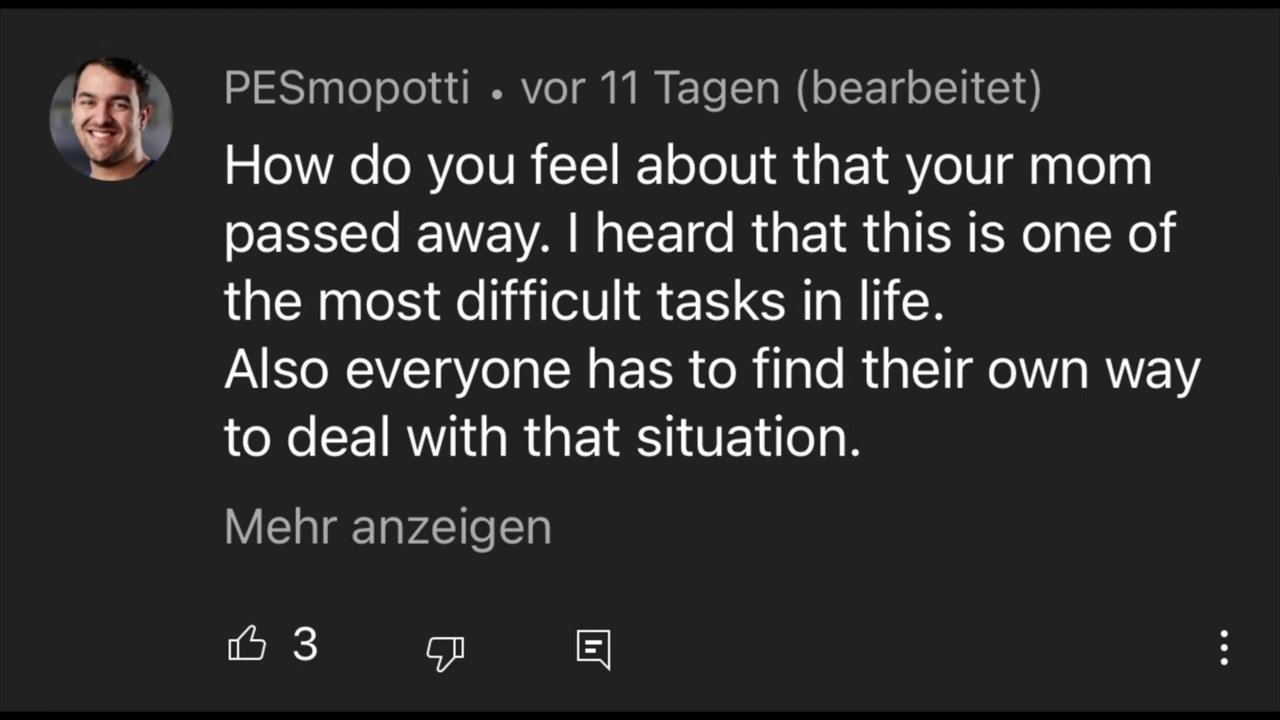 PESmopotti • vor 11 Tagen (bearbeitet)
How do you feel about that your mom
passed away. I heard that this is one of
the most difficult tasks in life.
Also everyone has to find their own way
to deal with that situation.
Mehr anzeigen
3